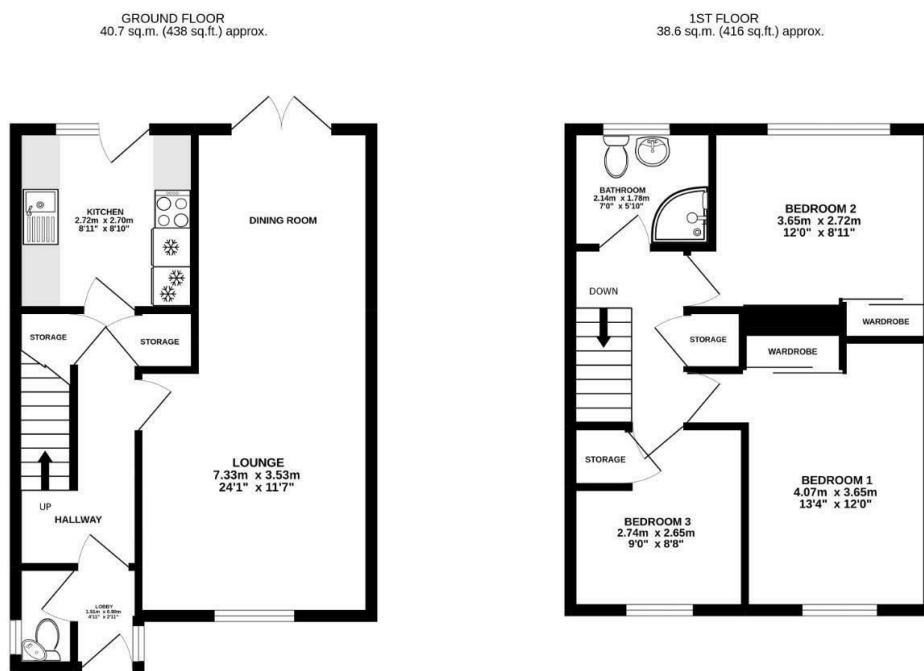 GROUND FLOOR
40.7 sq.m. (438 sq.ft.) approx.
KITCHEN
2.72m x 2.70m
8'11" x 8'10"
DINING ROOM
STORAGE
STORAGE
LOUNGE
7.33m x 3.53m
24'1" x 11'7"
UP
HALLWAY
LOBBY
4'11" x 2'11"
1ST FLOOR
38.6 sq.m. (416 sq.ft.) approx.
BATHROOM
2.14m x 1.78m
7'0" x 5'10"
BEDROOM 2
3.65m x 2.72m
12'0" x 8'11"
DOWN
WARDROBE
STORAGE
WARDROBE
STORAGE
BEDROOM 1
4.07m x 3.65m
13'4" x 12'0"
BEDROOM 3
2.74m x 2.65m
9'0" x 8'8"